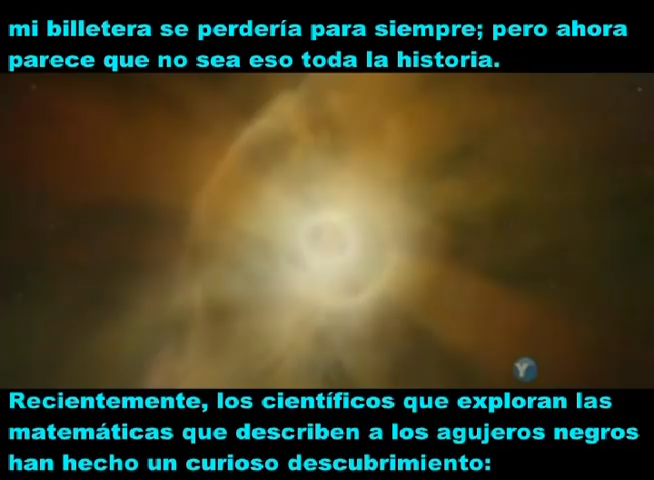 mi billetera se perdería para siempre; pero ahora
parece que no sea eso toda la historia.
Y
Recientemente, los científicos que exploran las
matemáticas que describen a los agujeros negros
han hecho un curioso descubrimiento: